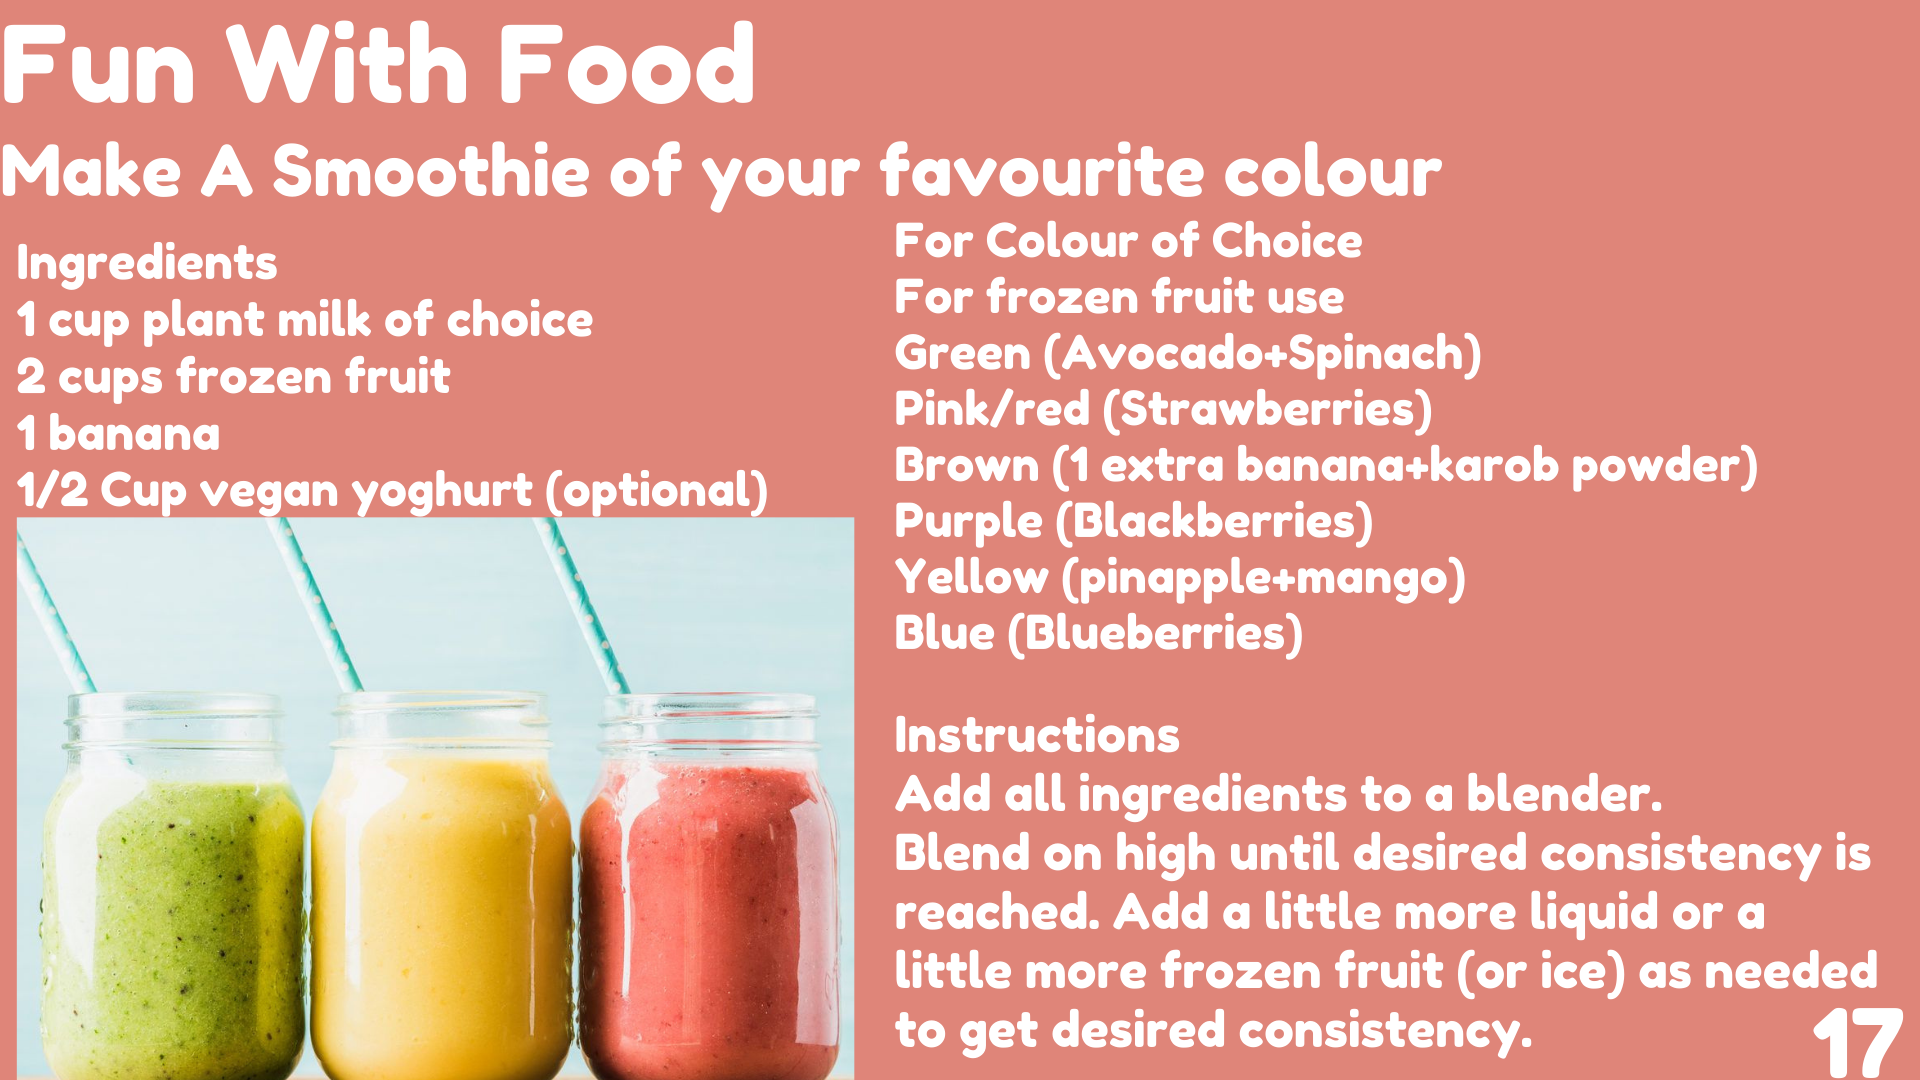 Fun With Food
Make A Smoothie of your favourite colour
Ingredients
1 cup plant milk of choice
2 cups frozen fruit
1 banana
1/2 Cup vegan yoghurt (optional)
For Colour of Choice
For frozen fruit use
Green (Avocado+Spinach)
Pink/red (Strawberries)
Brown (1 extra banana+karob powder)
Purple (Blackberries)
Yellow (pinapple+mango)
Blue (Blueberries)
Instructions
Add all ingredients to a blender.
Blend on high until desired consistency is
reached. Add a little more liquid or a
little more frozen fruit (or ice) as needed
to get desired consistency.
17